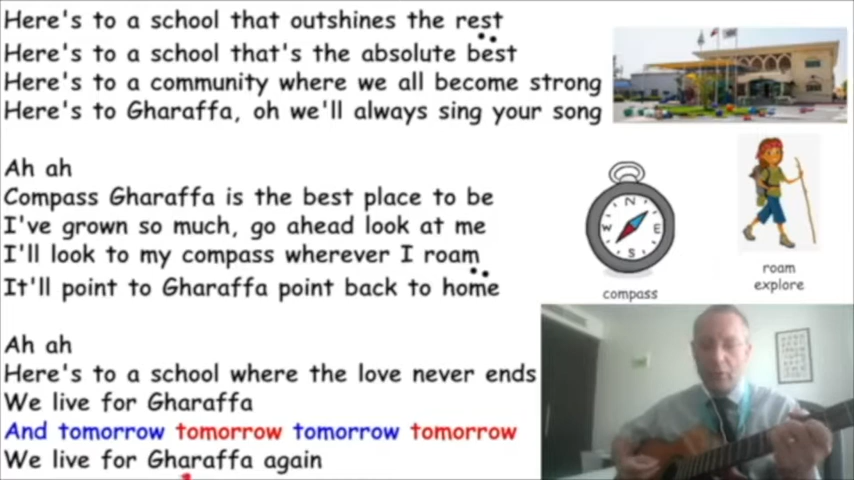 Here's to a school that outshines the rest
Here's to a school that's the absolute best
Here's to a community where we all become strong
Here's to Gharaffa, oh we'll always sing your song
Ah ah
Compass Gharaffa is the best place to be
I've grown so much, go ahead look at me
I'll look to my compass wherever I roam
It'll point to Gharaffa point back to home
Ah ah
Here's to a school where the love never ends
We live for Gharaffa
And tomorrow tomorrow tomorrow tomorrow
We live for Gharaffa again
N
W E
S
compass
roam
explore